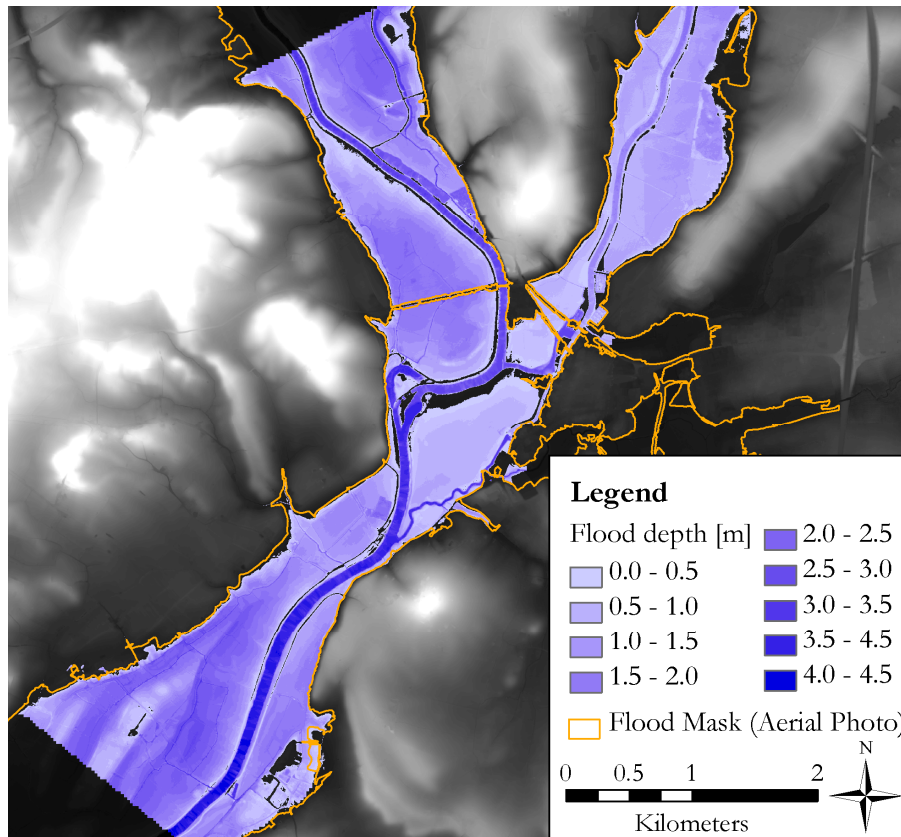 Legend
Flood depth [m]
0.0 - 0.5
0.5 - 1.0
1.0 - 1.5
1.5 - 2.0
2.0 - 2.5
2.5 - 3.0
3.0 - 3.5
3.5 - 4.5
4.0 - 4.5
Flood Mask (Aerial Photo)
N
0 0.5 1 2
Kilometers